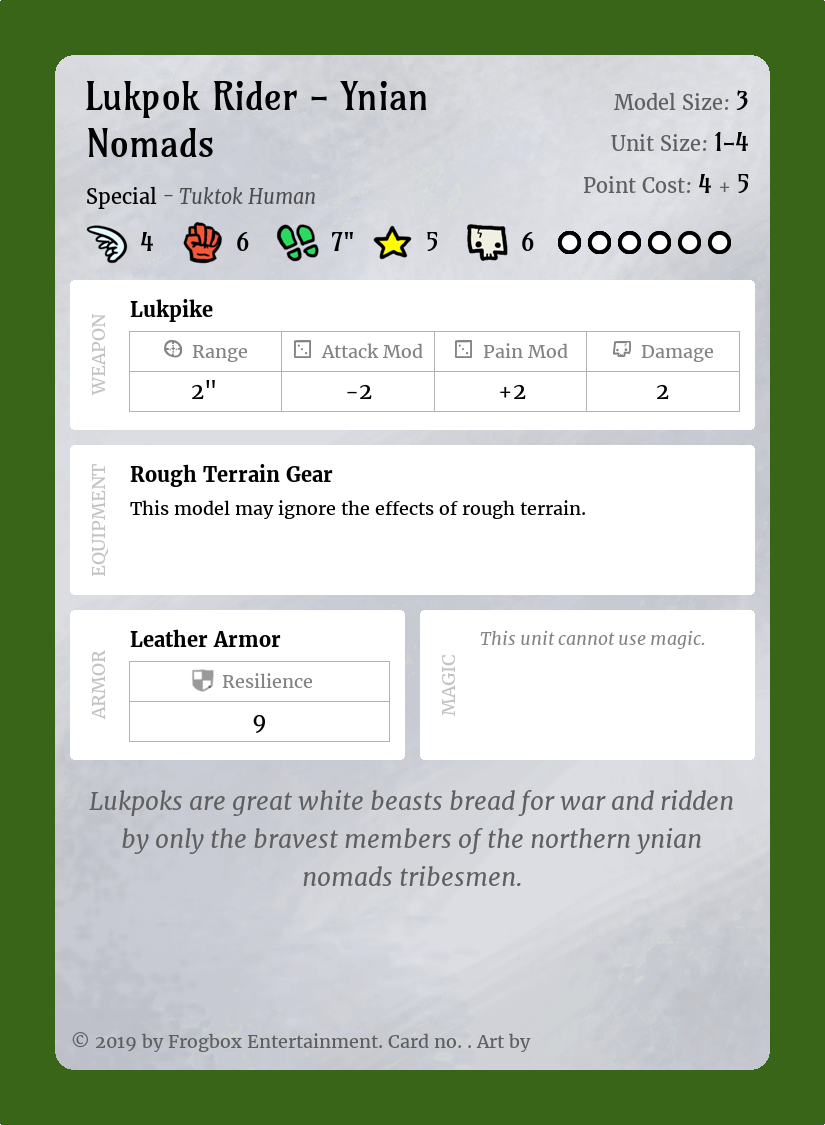 Lukpok Rider – Ynian
Nomads
Model Size: 3
Unit Size: 1–4
Point Cost: 4 + 5
Special – Tuktok Human
4 6 7" 5 6
WEAPON
Lukpike
Range Attack Mod Pain Mod Damage
2" -2 +2 2
EQUIPMENT
Rough Terrain Gear
This model may ignore the effects of rough terrain.
ARMOR
Leather Armor
Resilience
9
MAGIC
This unit cannot use magic.
Lukpoks are great white beasts bread for war and ridden
by only the bravest members of the northern ynian
nomads tribesmen.
© 2019 by Frogbox Entertainment. Card no. . Art by